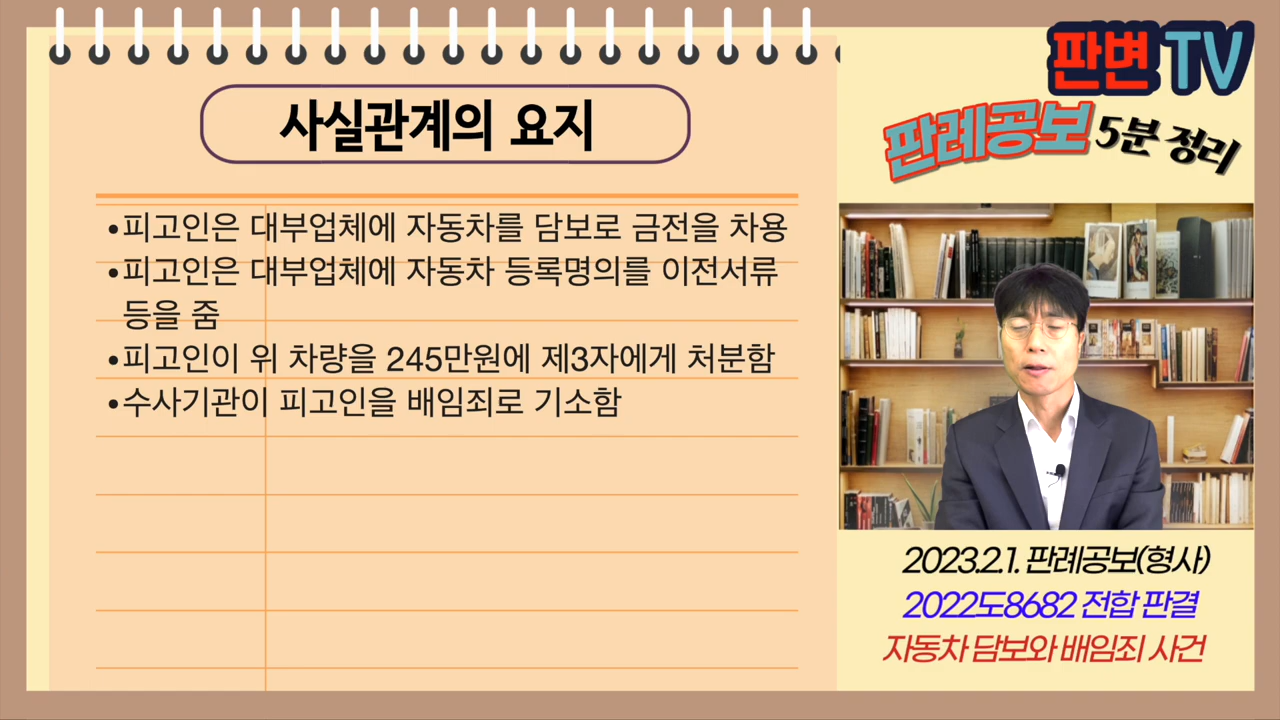 사실관계의 요지
•피고인은 대부업체에 자동차를 담보로 금전을 차용
•피고인은 대부업체에 자동차 등록명의를 이전서류
등을 줌
•피고인이 위 차량을 245만원에 제3자에게 처분함
•수사기관이 피고인을 배임죄로 기소함
판변 TV
판례공보 5분 정리
2023.2.1. 판례공보(형사)
2022도8682 전합 판결
자동차 담보와 배임죄 사건